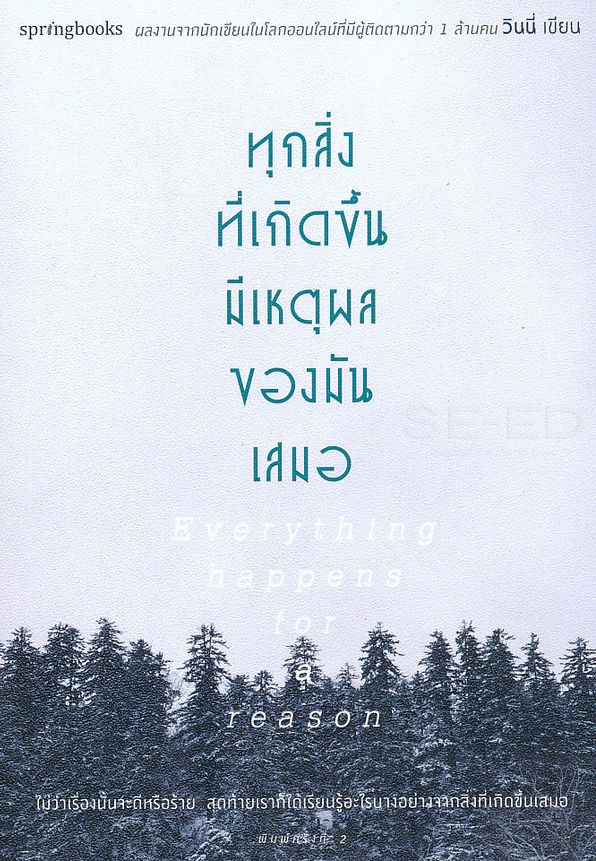 springbooks ผลงานจากนักเขียนในโลกออนไลน์ที่มีผู้ติดตามกว่า 1 ล้านคน วินนี่ เขียน
ทุกสิ่ง
ที่เกิดขึ้น
มีเหตุผล
ของมัน
เสมอ
SE-ED
Everything
happens
for
a
reason
ไม่ว่าเรื่องนั้นจะดีหรือร้าย สุดท้ายเราก็ได้เรียนรู้อะไรบางอย่างจากสิ่งที่เกิดขึ้นเสมอ
พิมพ์ครั้งที่ 2